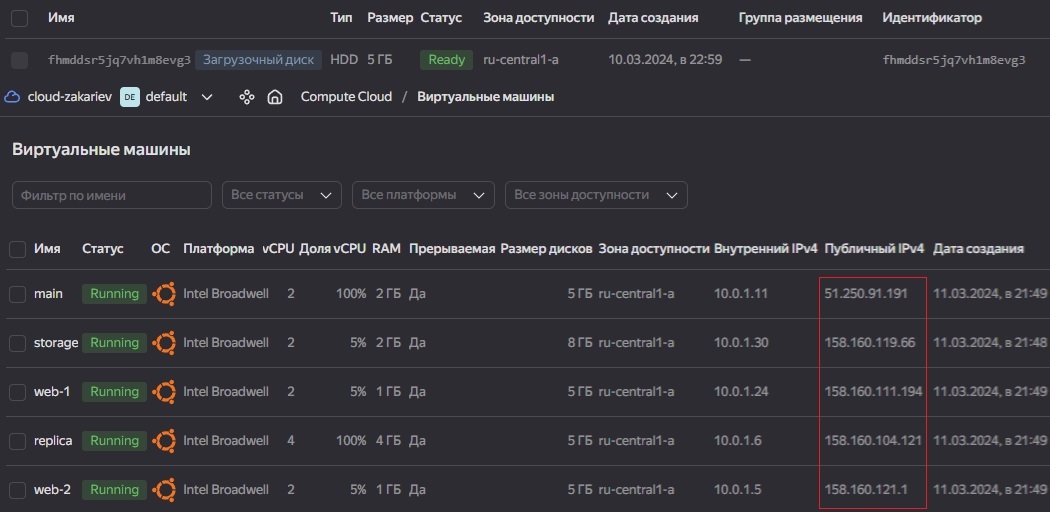 Имя Тип Размер Статус Зона доступности Дата создания Группа размещения Идентификатор
fhmddsr5jq7vh1m8evg3 Загрузочный диск HDD 5 ГБ Ready ru-central1-a 10.03.2024, в 22:59 — fhmddsr5jq7vh1m8evg3
cloud-zakariev DE default Compute Cloud / Виртуальные машины
Виртуальные машины
Фильтр по имени Все статусы Все платформы Все зоны доступности
Имя Статус ОС Платформа vCPU Доля vCPU RAM Прерываемая Размер дисков Зона доступности Внутренний IPv4 Публичный IPv4 Дата создания
main Running Intel Broadwell 2 100% 2 ГБ Да 5 ГБ ru-central1-a 10.0.1.11 51.250.91.191 11.03.2024, в 21:49
storage Running Intel Broadwell 2 5% 2 ГБ Да 8 ГБ ru-central1-a 10.0.1.30 158.160.119.66 11.03.2024, в 21:48
web-1 Running Intel Broadwell 2 5% 1 ГБ Да 5 ГБ ru-central1-a 10.0.1.24 158.160.111.194 11.03.2024, в 21:49
replica Running Intel Broadwell 4 100% 4 ГБ Да 5 ГБ ru-central1-a 10.0.1.6 158.160.104.121 11.03.2024, в 21:49
web-2 Running Intel Broadwell 2 5% 1 ГБ Да 5 ГБ ru-central1-a 10.0.1.5 158.160.121.1 11.03.2024, в 21:49